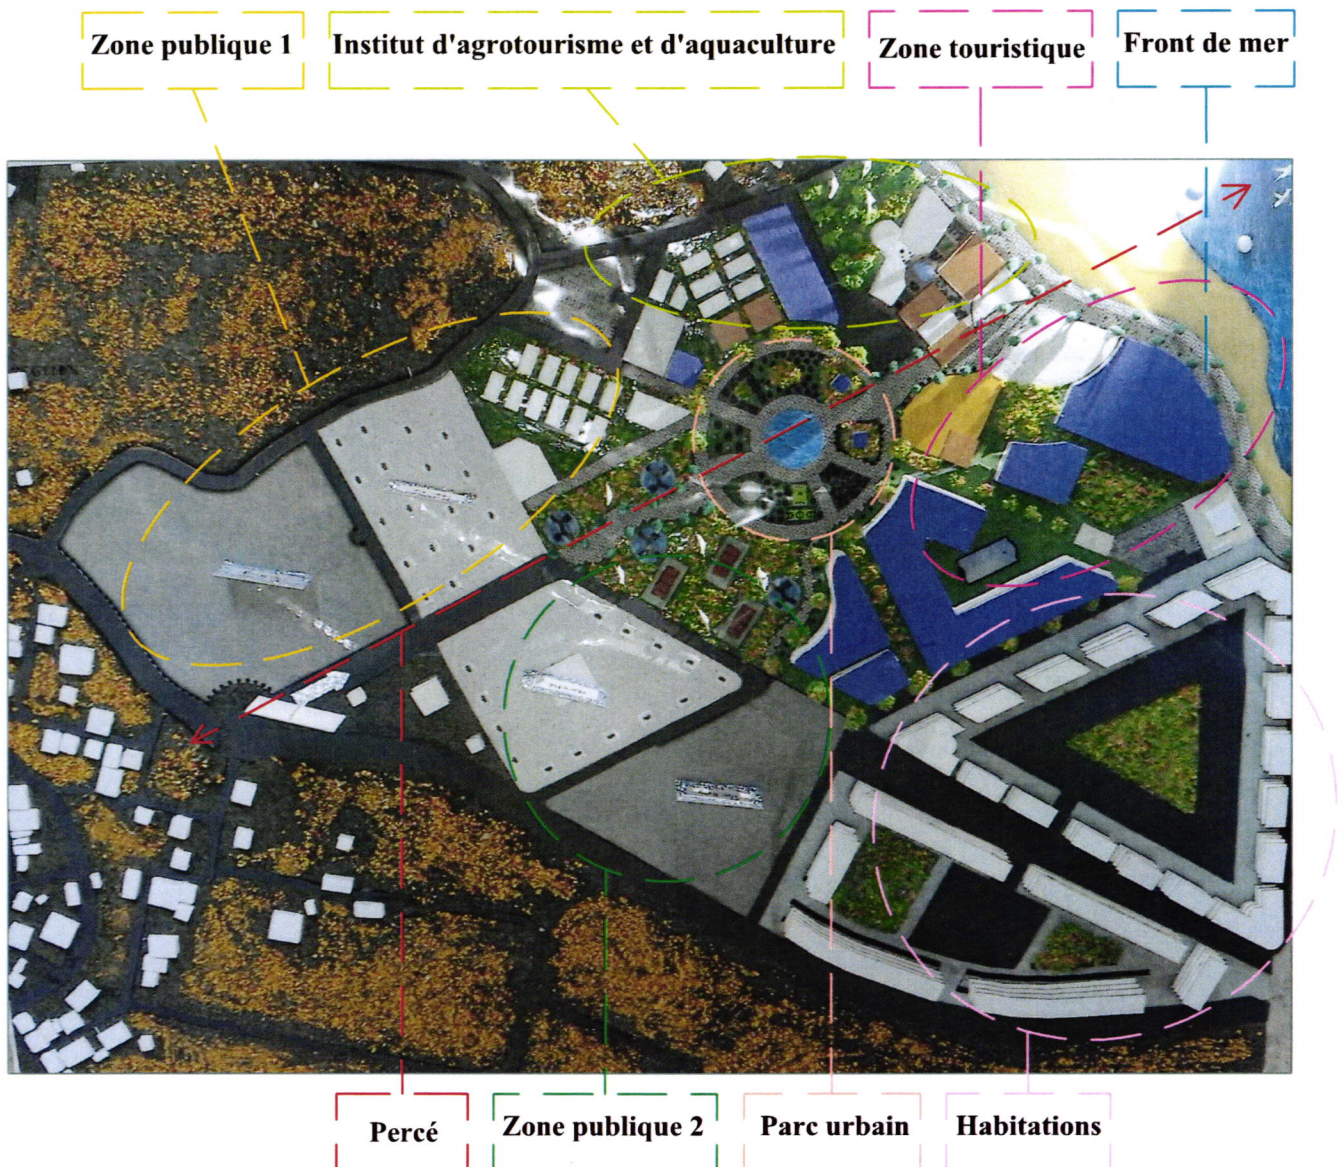 Zone publique 1
Institut d'agrotourisme et d'aquaculture
Zone touristique
Front de mer
Percé
Zone publique 2
Parc urbain
Habitations